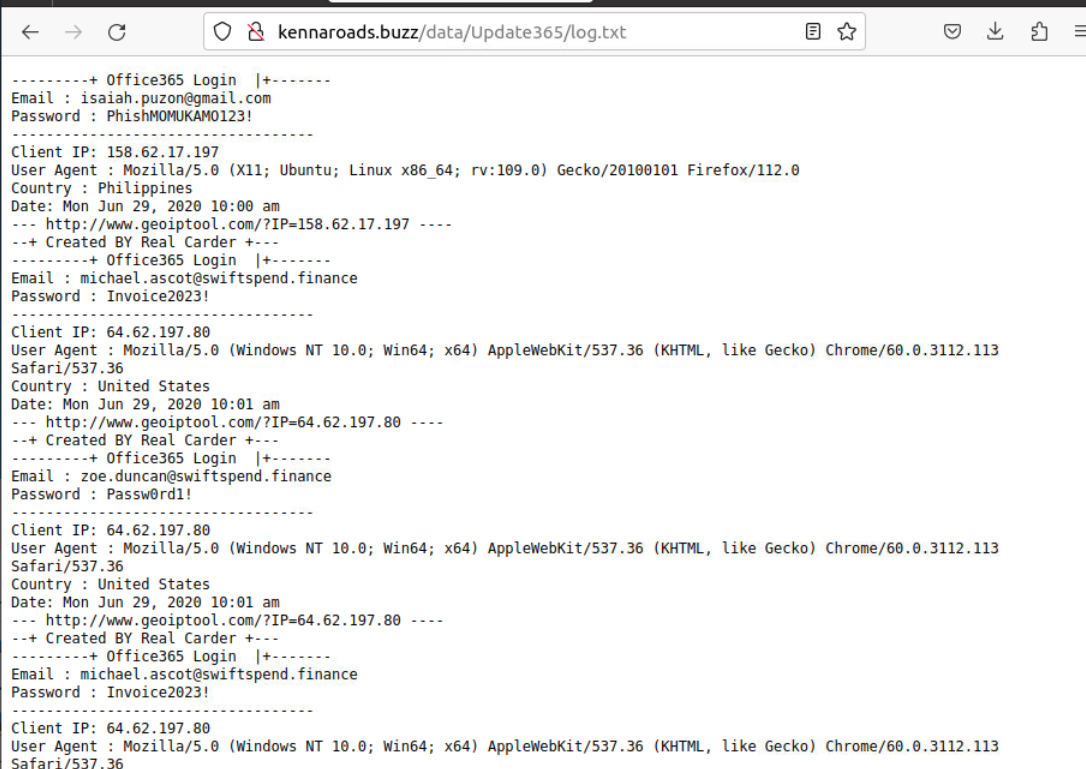 kennaroads.buzz/data/Update365/log.txt
---------+ Office365 Login  |+-------
Email : isaiah.puzon@gmail.com
Password : PhishMOMUKAMO123!
-----------------------------------
Client IP: 158.62.17.197
User Agent : Mozilla/5.0 (X11; Ubuntu; Linux x86_64; rv:109.0) Gecko/20100101 Firefox/112.0
Country : Philippines
Date: Mon Jun 29, 2020 10:00 am
--- http://www.geoiptool.com/?IP=158.62.17.197 ----
--+ Created BY Real Carder +---
---------+ Office365 Login  |+-------
Email : michael.ascot@swiftspend.finance
Password : Invoice2023!
-----------------------------------
Client IP: 64.62.197.80
User Agent : Mozilla/5.0 (Windows NT 10.0; Win64; x64) AppleWebKit/537.36 (KHTML, like Gecko) Chrome/60.0.3112.113
Safari/537.36
Country : United States
Date: Mon Jun 29, 2020 10:01 am
--- http://www.geoiptool.com/?IP=64.62.197.80 ----
--+ Created BY Real Carder +---
---------+ Office365 Login  |+-------
Email : zoe.duncan@swiftspend.finance
Password : Passw0rd1!
-----------------------------------
Client IP: 64.62.197.80
User Agent : Mozilla/5.0 (Windows NT 10.0; Win64; x64) AppleWebKit/537.36 (KHTML, like Gecko) Chrome/60.0.3112.113
Safari/537.36
Country : United States
Date: Mon Jun 29, 2020 10:01 am
--- http://www.geoiptool.com/?IP=64.62.197.80 ----
--+ Created BY Real Carder +---
---------+ Office365 Login  |+-------
Email : michael.ascot@swiftspend.finance
Password : Invoice2023!
-----------------------------------
Client IP: 64.62.197.80
User Agent : Mozilla/5.0 (Windows NT 10.0; Win64; x64) AppleWebKit/537.36 (KHTML, like Gecko) Chrome/60.0.3112.113
Safari/537.36